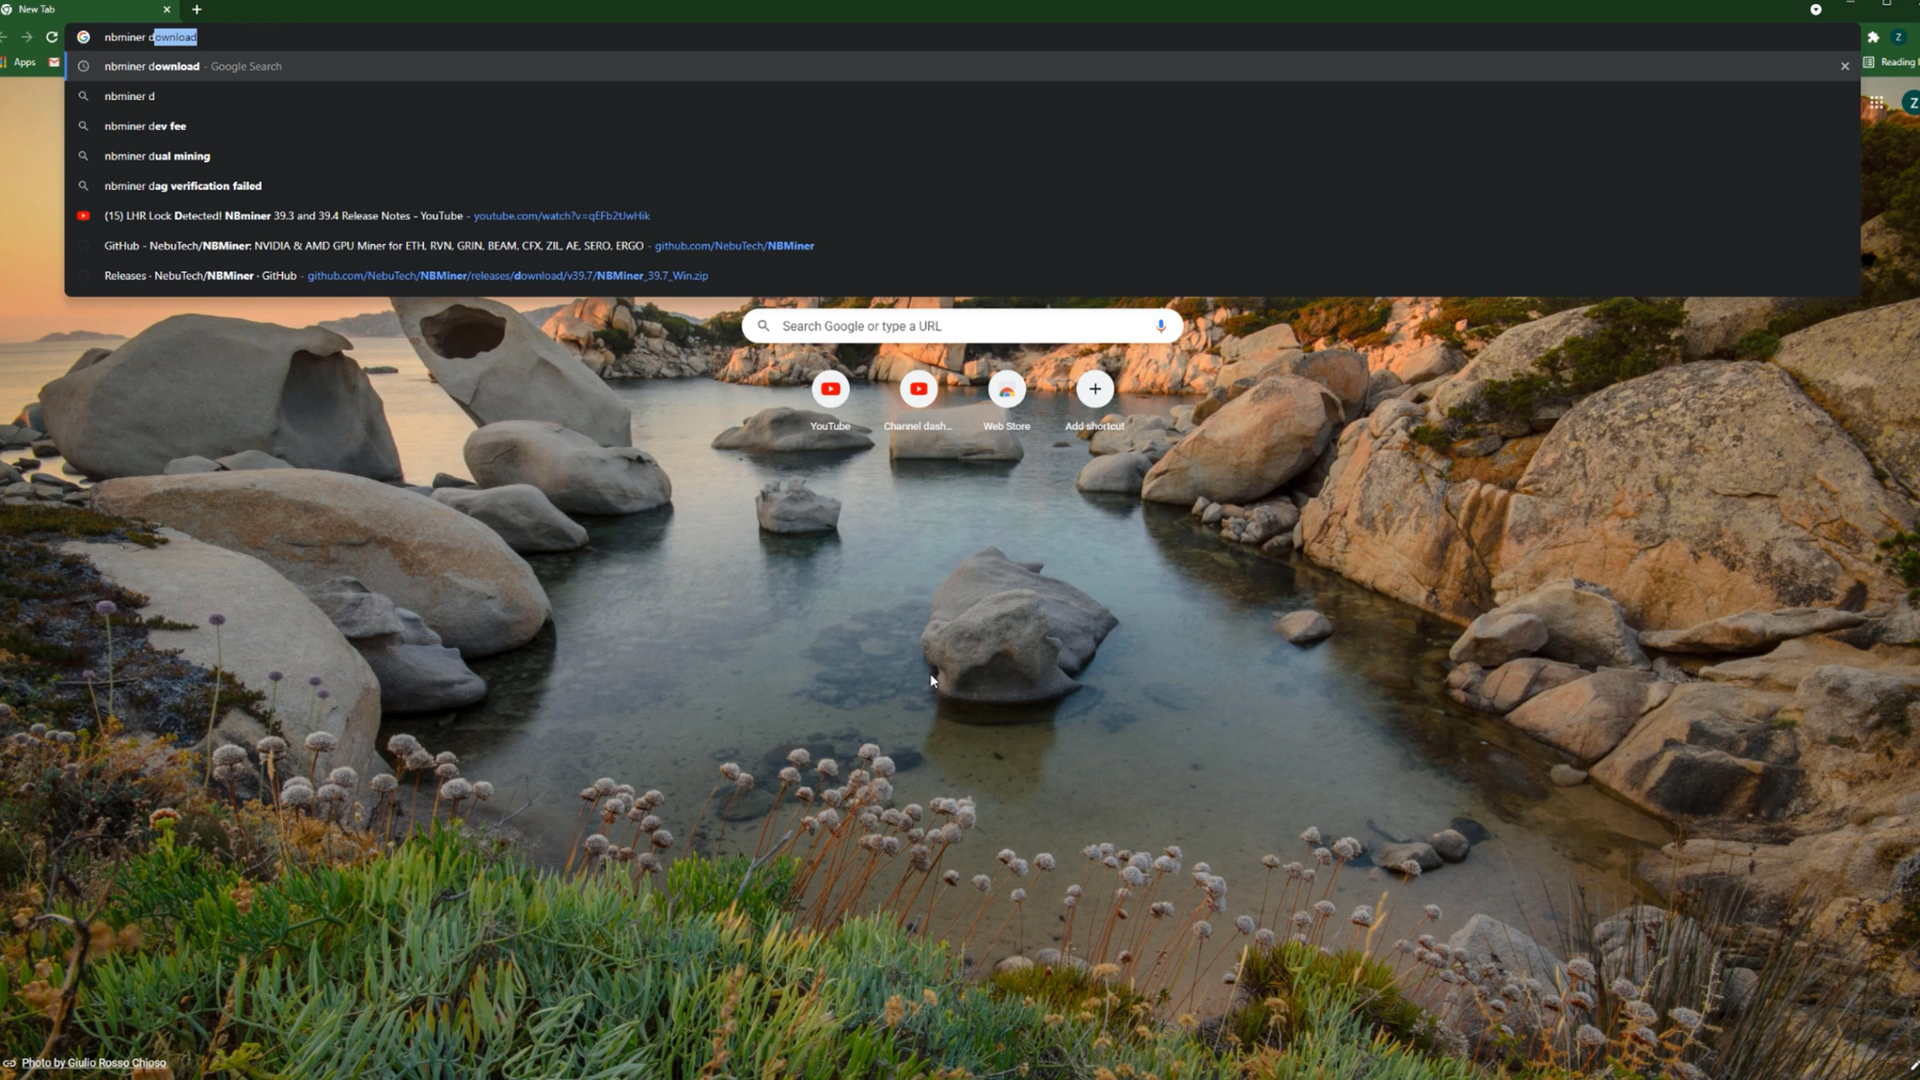 New Tab
nbminer download
Apps
Reading l
nbminer download - Google Search
nbminer d
nbminer dev fee
nbminer dual mining
nbminer dag verification failed
(15) LHR Lock Detected! NBminer 39.3 and 39.4 Release Notes - YouTube - youtube.com/watch?v=qEFb2tJwHik
GitHub - NebuTech/NBMiner: NVIDIA & AMD GPU Miner for ETH, RVN, GRIN, BEAM, CFX, ZIL, AE, SERO, ERGO - github.com/NebuTech/NBMiner
Releases · NebuTech/NBMiner · GitHub - github.com/NebuTech/NBMiner/releases/download/v39.7/NBMiner_39.7_Win.zip
Z
Z
Search Google or type a URL
YouTube
Channel dash...
Web Store
Add shortcut
Photo by Giulio Rosso Chioso